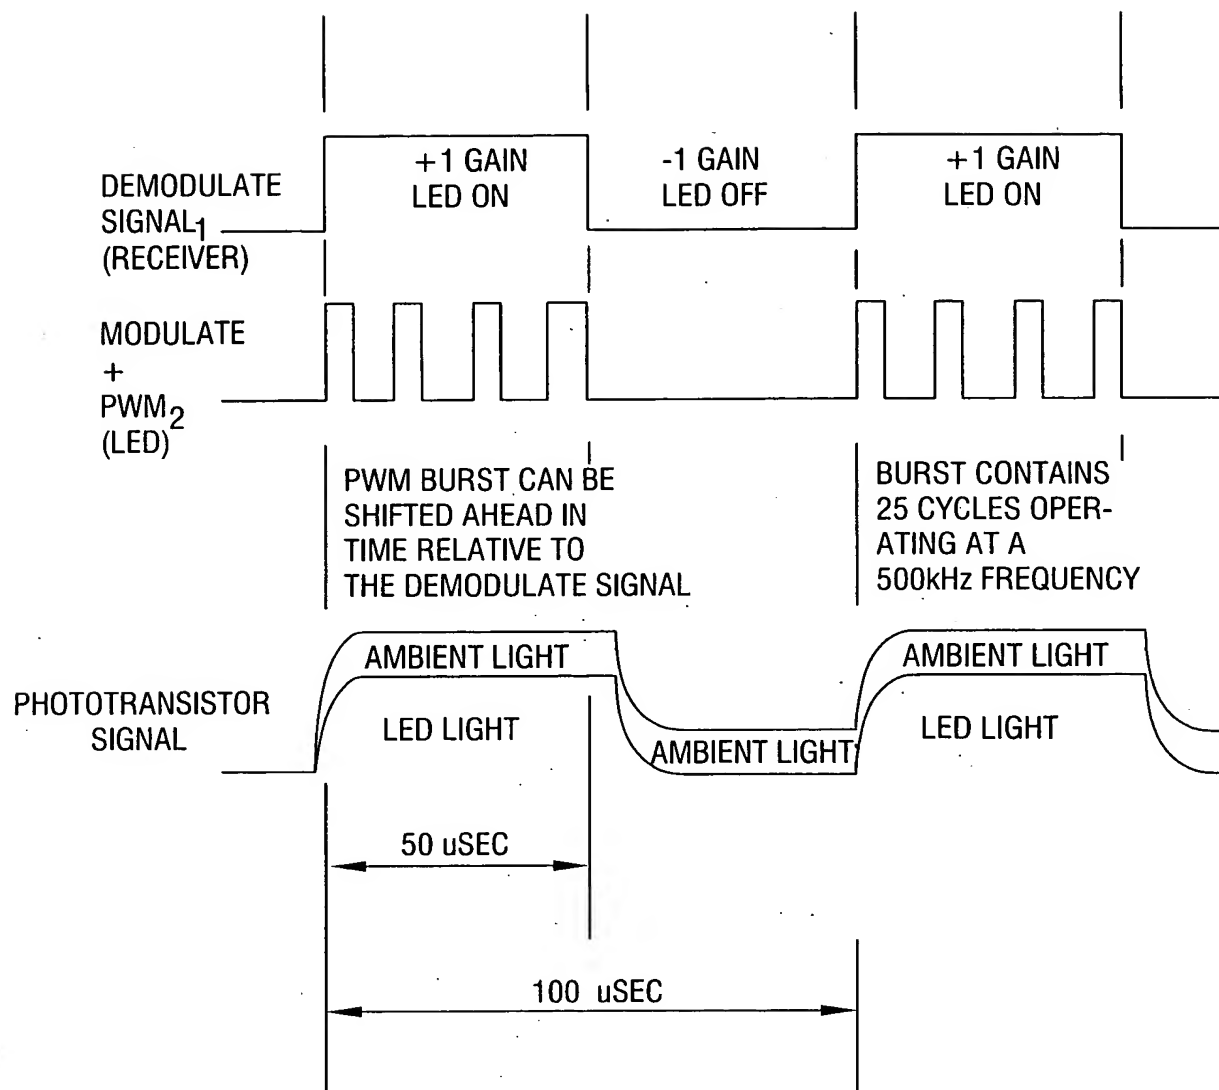 +1 GAIN
LED ON
-1 GAIN
LED OFF
+1 GAIN
LED ON
DEMODULATE
SIGNAL1
(RECEIVER)
MODULATE
+
PWM2
(LED)
PWM BURST CAN BE
SHIFTED AHEAD IN
TIME RELATIVE TO
THE DEMODULATE SIGNAL
BURST CONTAINS
25 CYCLES OPER-
ATING AT A
500kHz FREQUENCY
PHOTOTRANSISTOR
SIGNAL
AMBIENT LIGHT
LED LIGHT
AMBIENT LIGHT
AMBIENT LIGHT
LED LIGHT
50 uSEC
100 uSEC